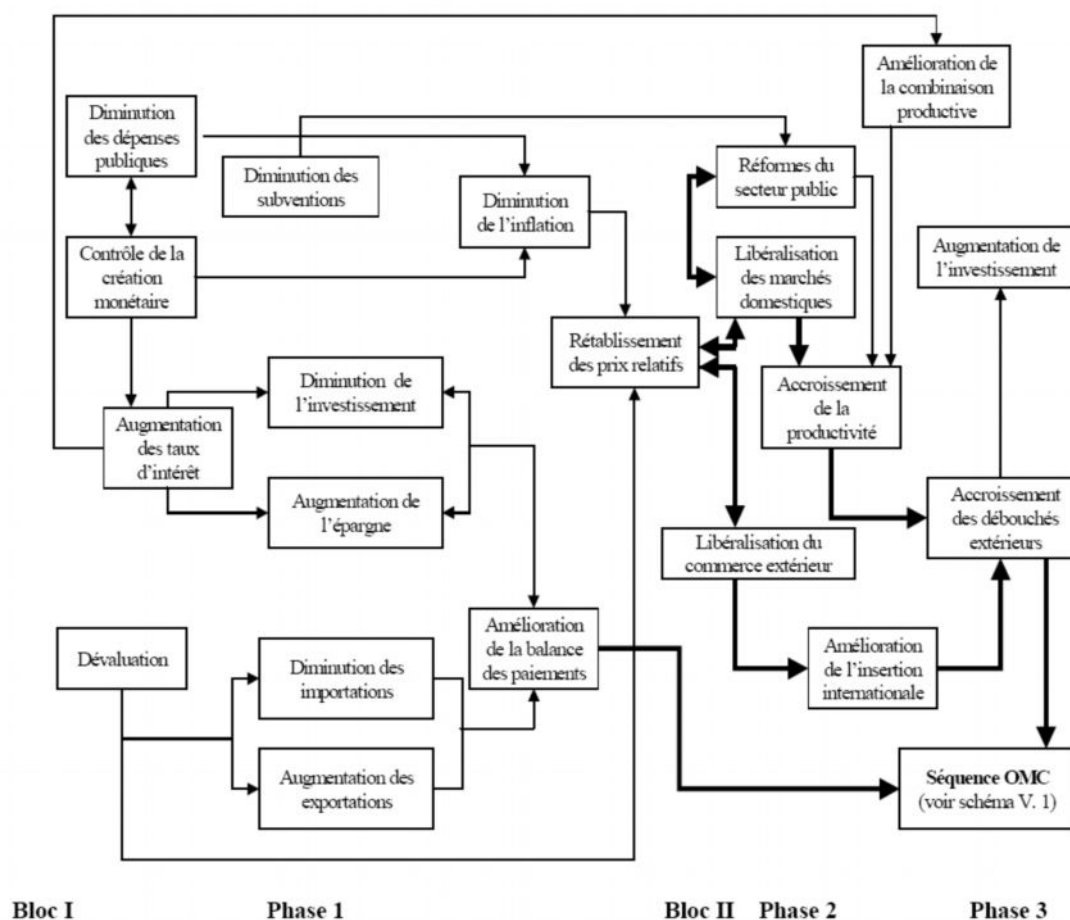 Amélioration de
la combinaison
productive
Diminution
des dépenses
publiques
Diminution des
subventions
Diminution
de l'inflation
Réformes du
secteur public
Contrôle de la
création
monétaire
Libéralisation
des marchés
domestiques
Augmentation de
l'investissement
Rétablissement
des prix relatifs
Diminution de
l'investissement
Accroissement
de la
productivité
Augmentation
des taux
d'intérêt
Augmentation de
l'épargne
Accroissement
des débouchés
extérieurs
Libéralisation du
commerce extérieur
Dévaluation
Diminution des
importations
Amélioration
de la balance
des paiements
Amélioration
de l'insertion
internationale
Augmentation des
exportations
Séquence OMC
(voir schéma V. 1)
Bloc I Phase 1 Bloc II Phase 2 Phase 3